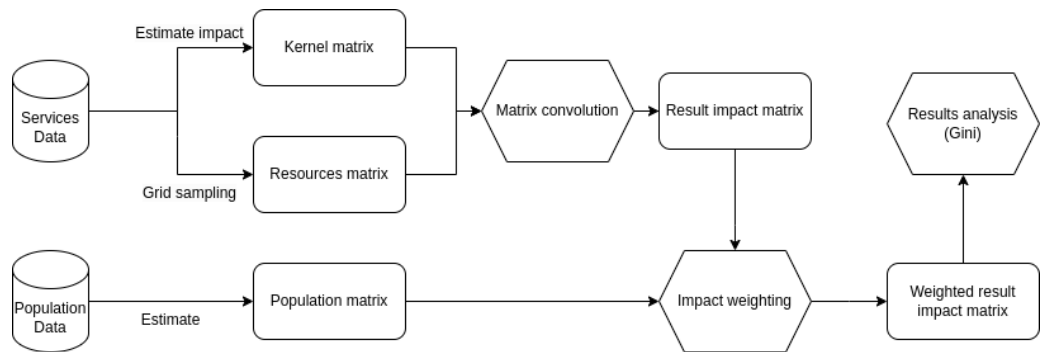 Estimate impact
Kernel matrix
Services
Data
Matrix convolution
Result impact matrix
Results analysis
(Gini)
Grid sampling
Resources matrix
Population
Data
Estimate
Population matrix
Impact weighting
Weighted result
impact matrix